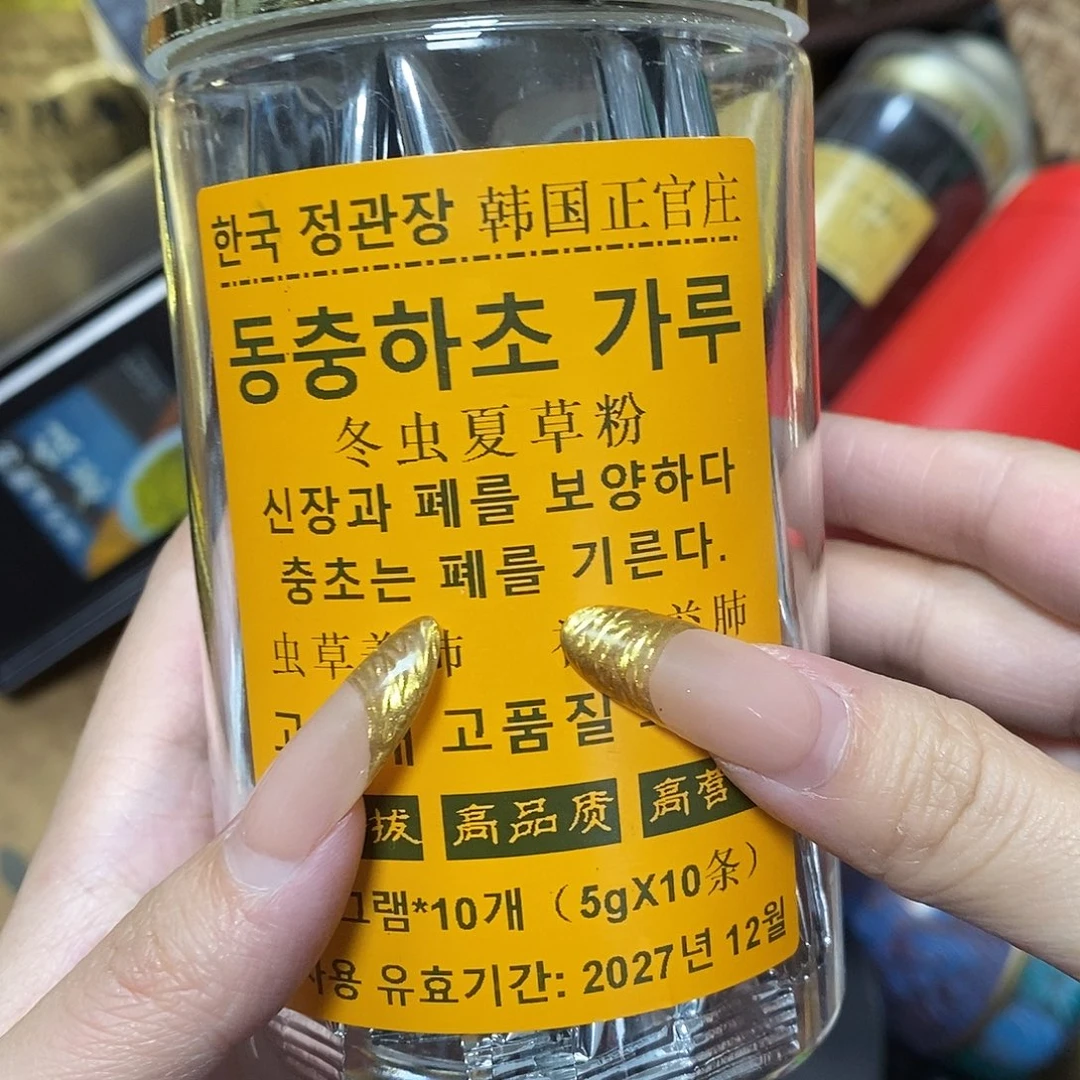 한국 정관장 韩国正官庄
동충하초 가루
冬虫夏草粉
신장과 폐를 보양하다
충초는 폐를 기른다.
虫草 肺
고품질
拔 高品质 高营
그램*10개 (5gX10条)
유효기간: 2027년 12월